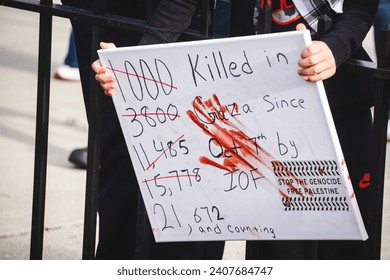 1000 Killed in
3800 Gaza Since
11,485 Oct 7th by
15,778 IOF
STOP THE GENOCIDE
FREE PALESTINE
21,672
and counting
shutterstock.com · 2407684747